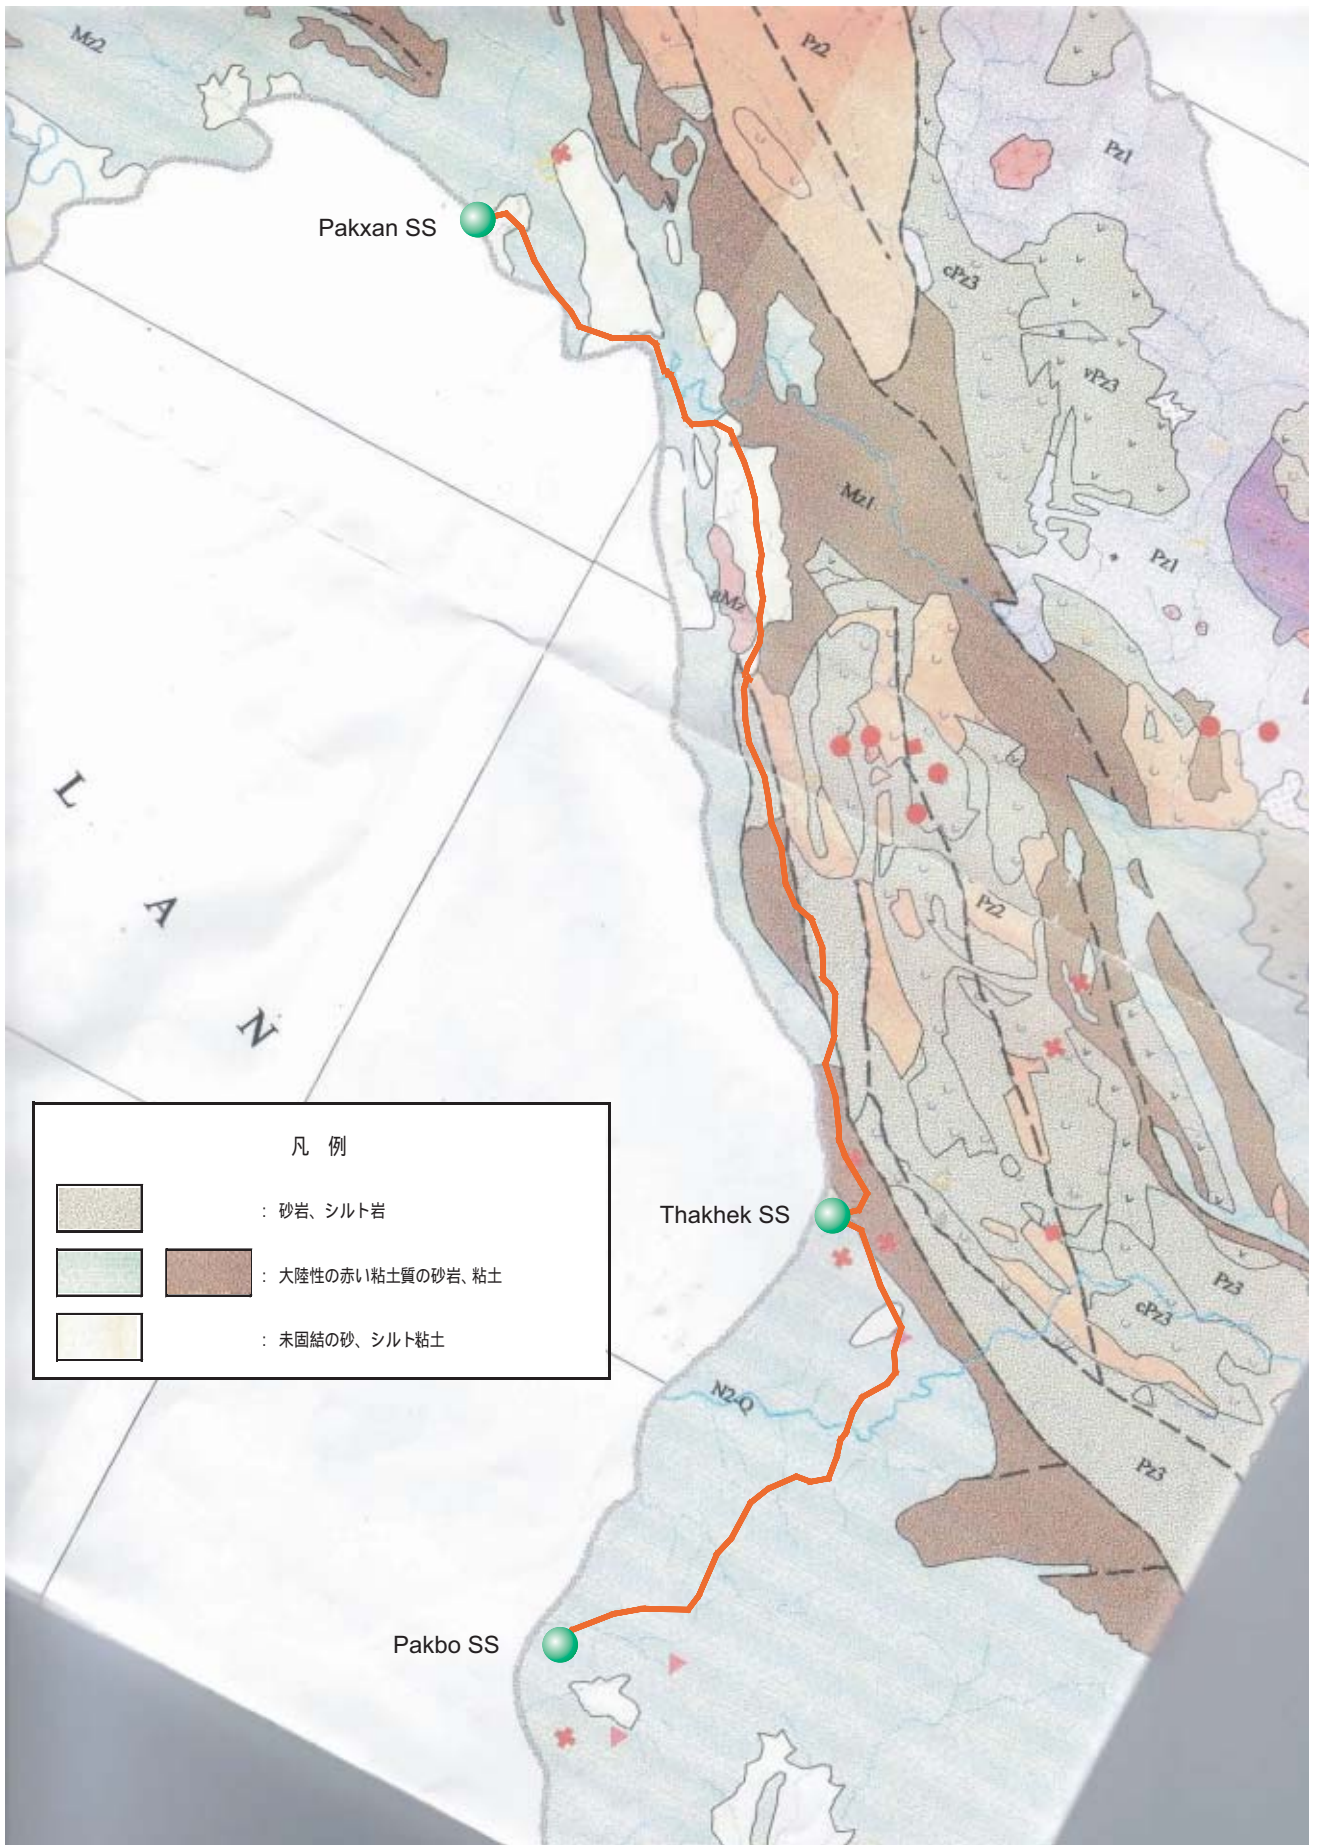 Mz2
Pz2
Pz1
Pakxan SS
cPz3
vPz3
Mz1
Pz1
gMz
L
A
N
Pz2
凡 例
: 砂岩、シルト岩
: 大陸性の赤い粘土質の砂岩、粘土
: 未固結の砂、シルト粘土
Thakhek SS
Pz3
cPz3
N2-Q
Pz3
Pakbo SS